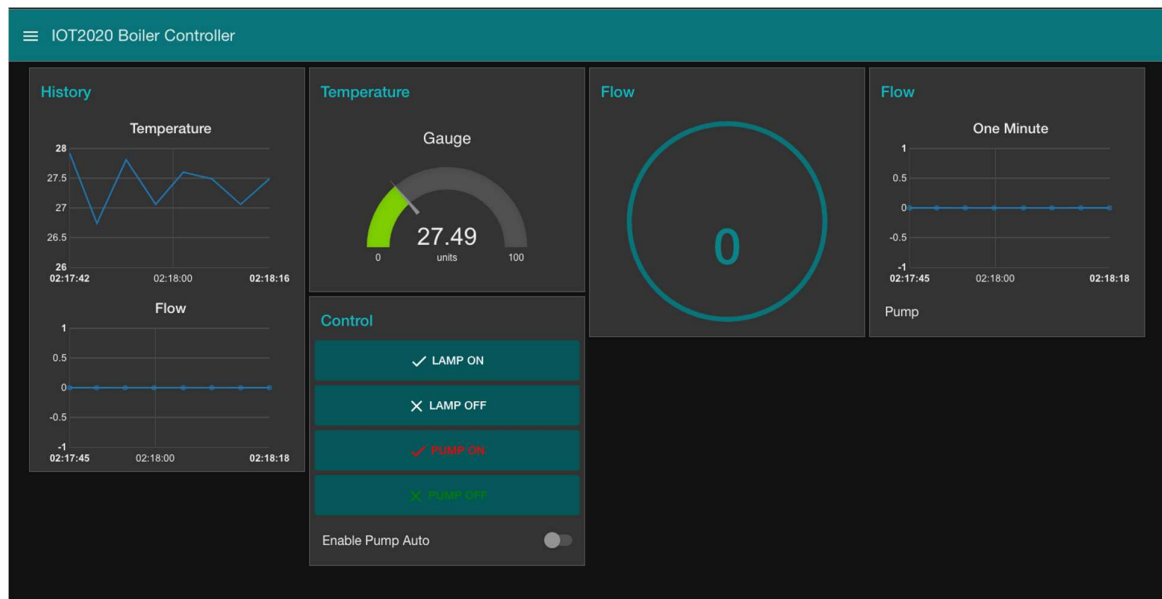 IOT2020 Boiler Controller
History
Temperature
28
27.5
27
26.5
26
02:17:42 02:18:00 02:18:16
Flow
1
0.5
0
-0.5
-1
02:17:45 02:18:00 02:18:18
Temperature
Gauge
27.49
0 units 100
Control
LAMP ON
LAMP OFF
PUMP ON
PUMP OFF
Enable Pump Auto
Flow
0
Flow
One Minute
1
0.5
0
-0.5
-1
02:17:45 02:18:00 02:18:18
Pump